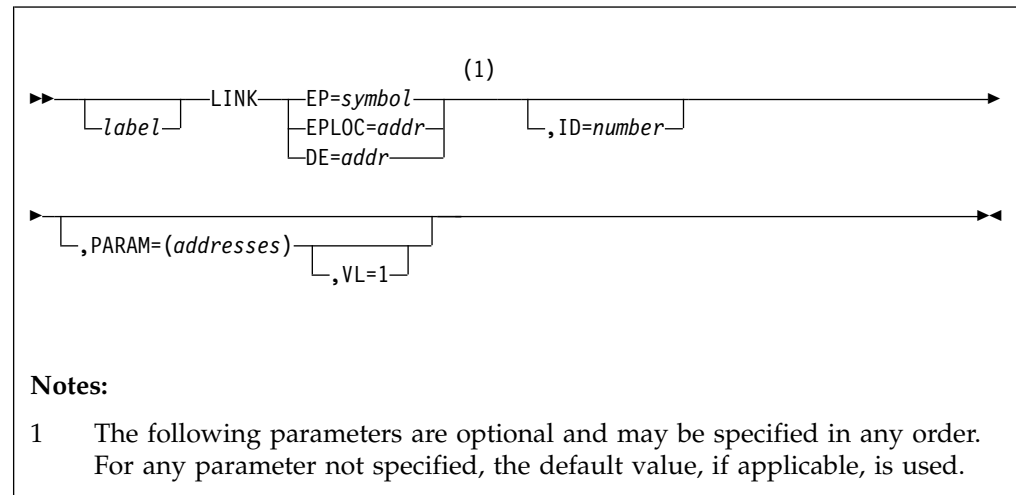 (1)
LINK EP=symbol
label EPLOC=addr ,ID=number
DE=addr
,PARAM=(addresses)
,VL=1
Notes:
1 The following parameters are optional and may be specified in any order.
For any parameter not specified, the default value, if applicable, is used.